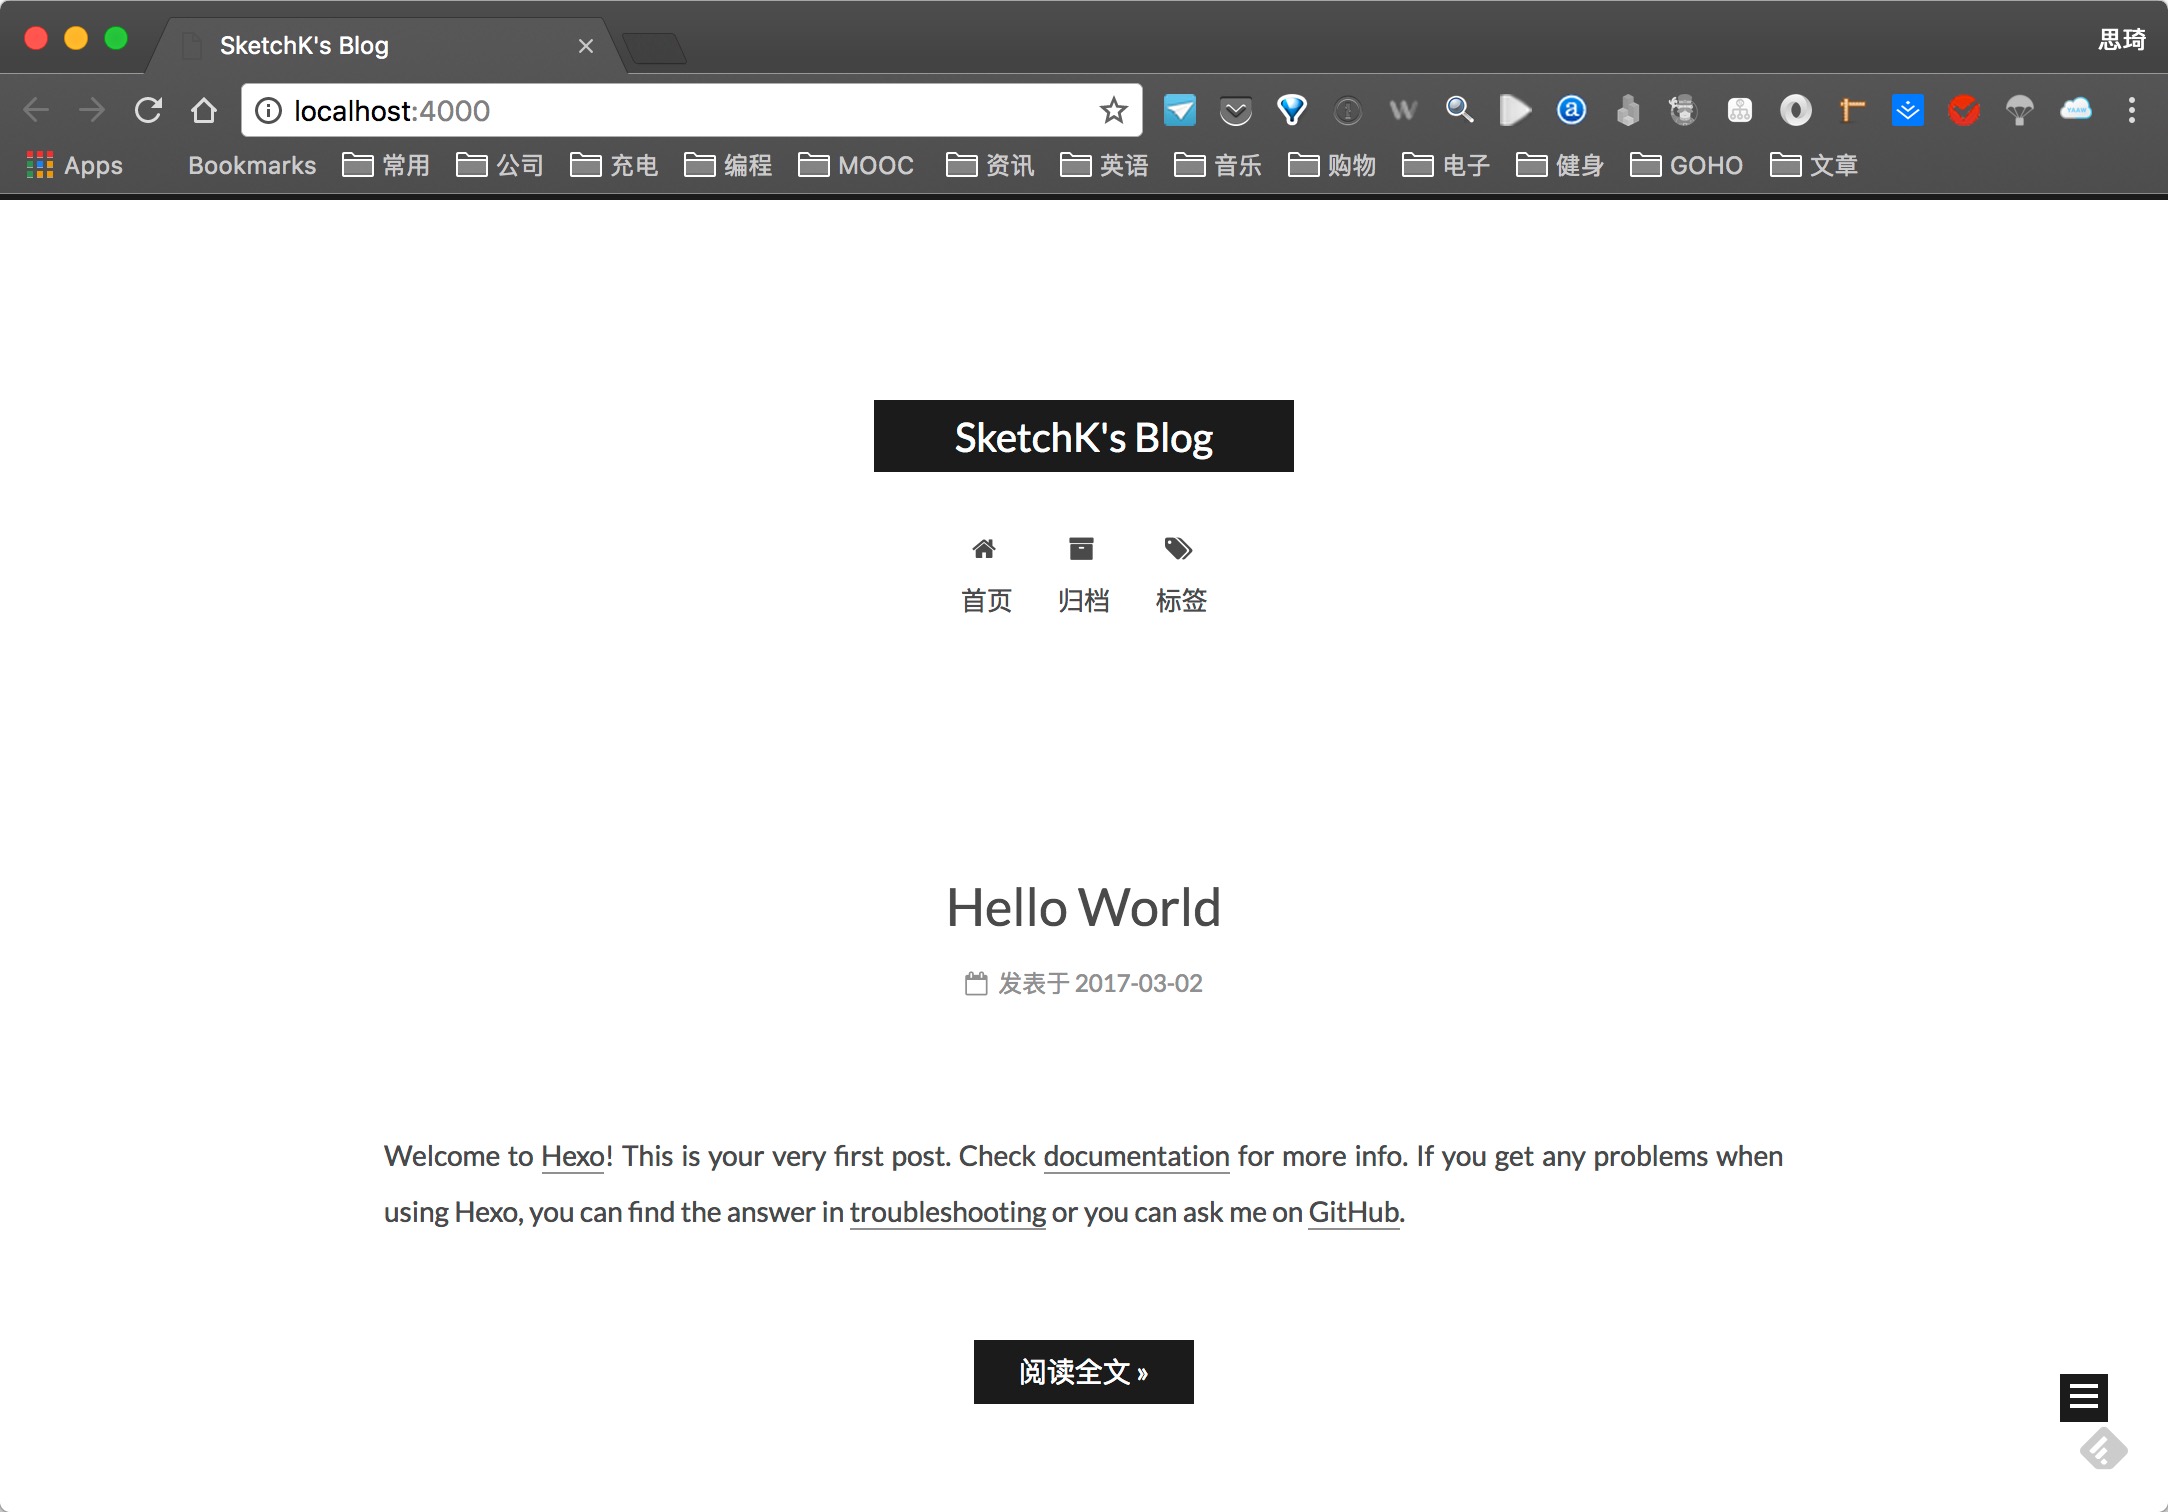 SketchK's Blog
思琦
localhost:4000
Apps Bookmarks 常用 公司 充电 编程 MOOC 资讯 英语 音乐 购物 电子 健身 GOHO 文章
SketchK's Blog
首页 归档 标签
Hello World
发表于 2017-03-02
Welcome to Hexo! This is your very first post. Check documentation for more info. If you get any problems when
using Hexo, you can find the answer in troubleshooting or you can ask me on GitHub.
阅读全文 »